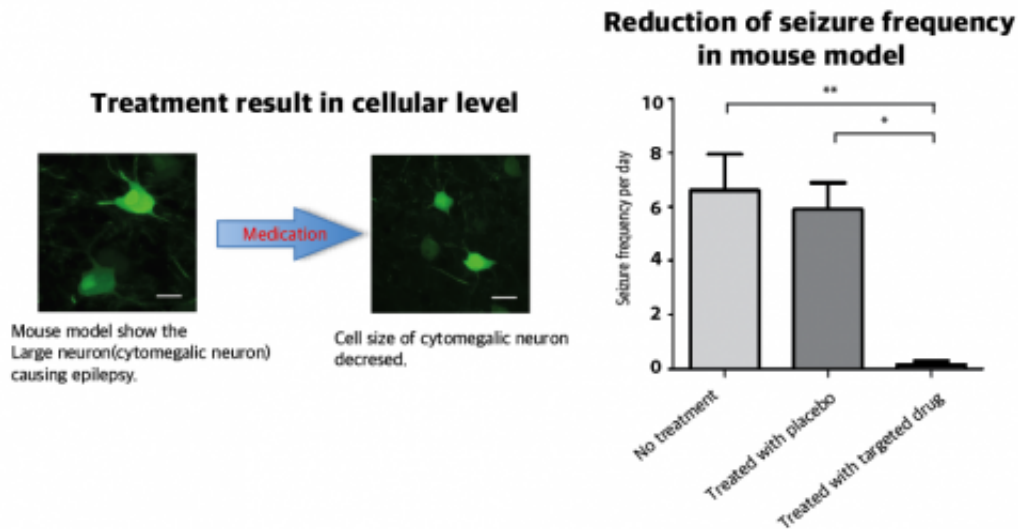 Treatment result in cellular level
Medication
Mouse model show the
Large neuron(cytomegalic neuron)
causing epilepsy.
Cell size of cytomegalic neuron
decresed.
Reduction of seizure frequency
in mouse model
Seizure frequency per day
10
8
6
4
2
0
**
*
No treatment
Treated with placebo
Treated with targeted drug